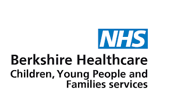 NHS
Berkshire Healthcare
Children, Young People and
Families services